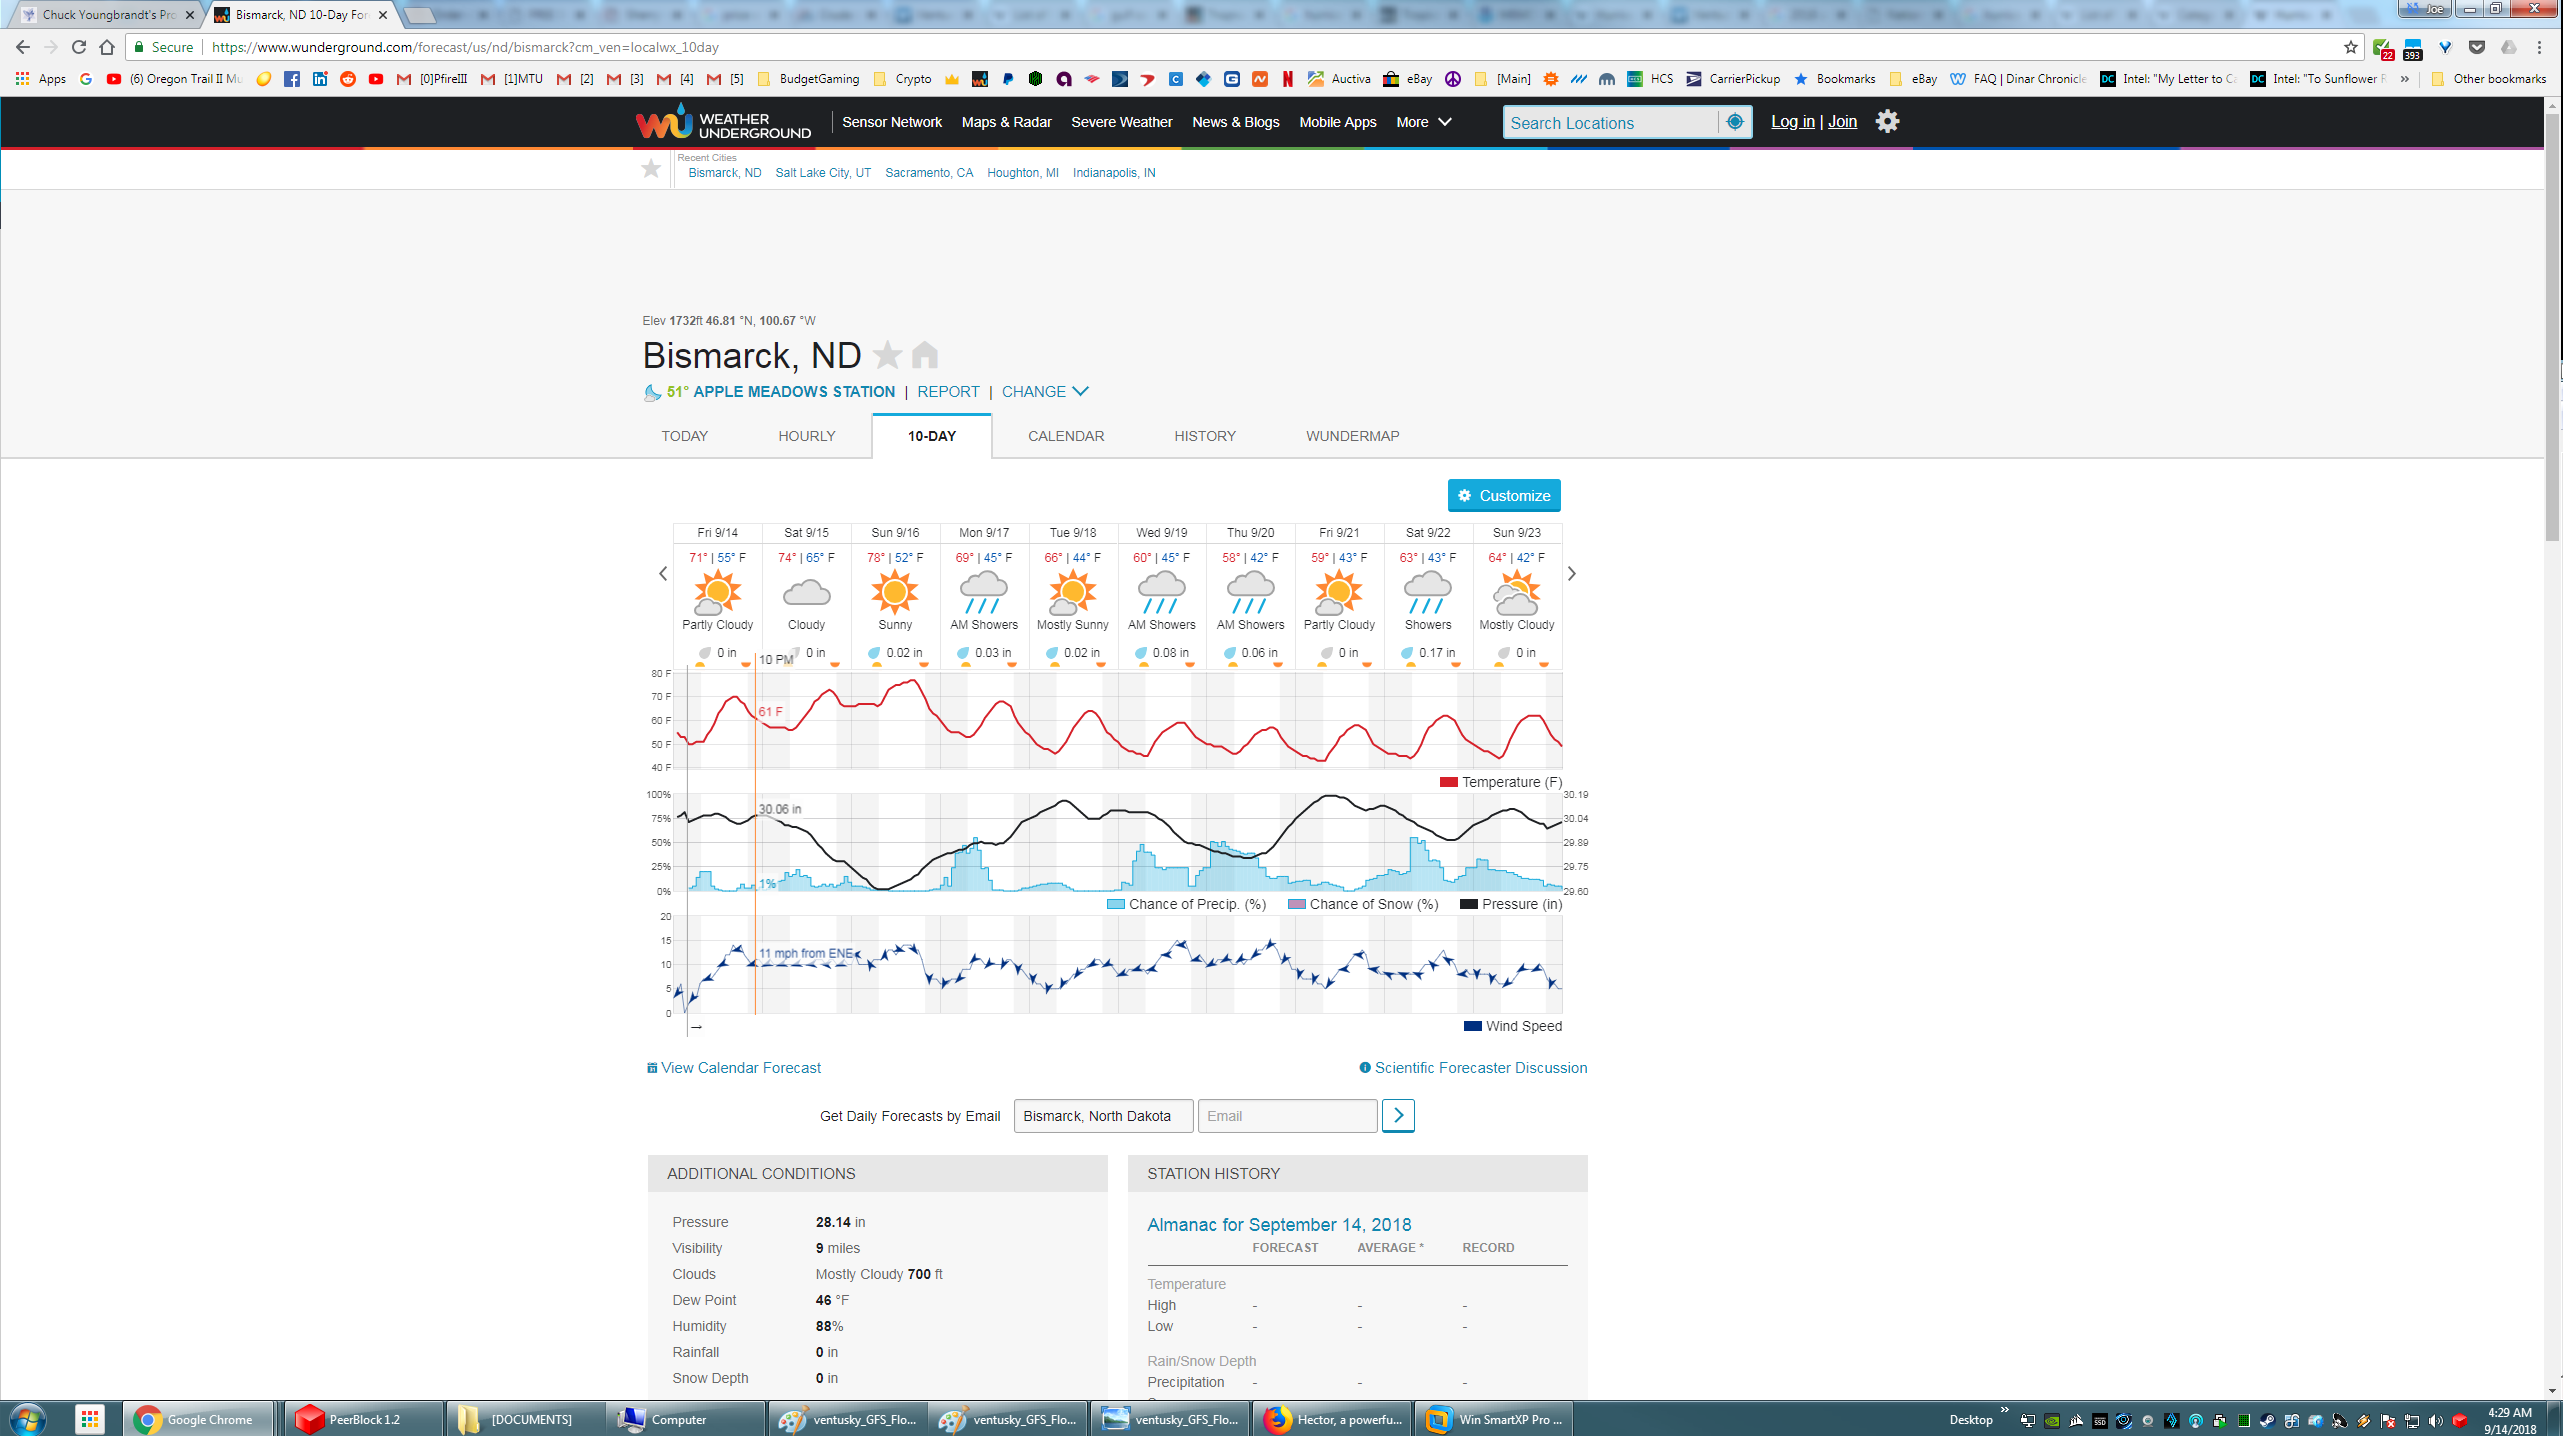 Chuck Youngbrandt's Pro
Bismarck, ND 10-Day For
Joe
Secure https://www.wunderground.com/forecast/us/nd/bismarck?cm_ven=localwx_10day
22 393
Apps (6) Oregon Trail II Mu [0]PfireIII [1]MTU [2] [3] [4] [5] BudgetGaming Crypto Auctiva eBay [Main] HCS CarrierPickup Bookmarks eBay FAQ | Dinar Chronicle Intel: "My Letter to C Intel: "To Sunflower R » Other bookmarks
WEATHER UNDERGROUND
Sensor Network Maps & Radar Severe Weather News & Blogs Mobile Apps More Search Locations Log in | Join
Recent Cities
Bismarck, ND Salt Lake City, UT Sacramento, CA Houghton, MI Indianapolis, IN
Elev 1732ft 46.81 °N, 100.67 °W
Bismarck, ND
51° APPLE MEADOWS STATION | REPORT | CHANGE
TODAY HOURLY 10-DAY CALENDAR HISTORY WUNDERMAP
Customize
Fri 9/14 Sat 9/15 Sun 9/16 Mon 9/17 Tue 9/18 Wed 9/19 Thu 9/20 Fri 9/21 Sat 9/22 Sun 9/23
71° | 55° F 74° | 65° F 78° | 52° F 69° | 45° F 66° | 44° F 60° | 45° F 58° | 42° F 59° | 43° F 63° | 43° F 64° | 42° F
Partly Cloudy Cloudy Sunny AM Showers Mostly Sunny AM Showers AM Showers Partly Cloudy Showers Mostly Cloudy
0 in 0 in 0.02 in 0.03 in 0.02 in 0.08 in 0.06 in 0 in 0.17 in 0 in
10 PM
80 F
70 F
61 F
60 F
50 F
40 F
Temperature (F)
100% 30.19
30.06 in
75% 30.04
50% 29.89
25% 29.75
1%
0% 29.60
Chance of Precip. (%) Chance of Snow (%) Pressure (in)
20
15
11 mph from ENE
10
5
0
Wind Speed
View Calendar Forecast Scientific Forecaster Discussion
Get Daily Forecasts by Email Bismarck, North Dakota Email
ADDITIONAL CONDITIONS
Pressure 28.14 in
Visibility 9 miles
Clouds Mostly Cloudy 700 ft
Dew Point 46 °F
Humidity 88%
Rainfall 0 in
Snow Depth 0 in
STATION HISTORY
Almanac for September 14, 2018
FORECAST AVERAGE * RECORD
Temperature
High - - -
Low - - -
Rain/Snow Depth
Precipitation - - -
Google Chrome PeerBlock 1.2 [DOCUMENTS] Computer ventusky_GFS_Flo... ventusky_GFS_Flo... ventusky_GFS_Flo... Hector, a powerfu... Win SmartXP Pro ... Desktop » 4:29 AM
9/14/2018